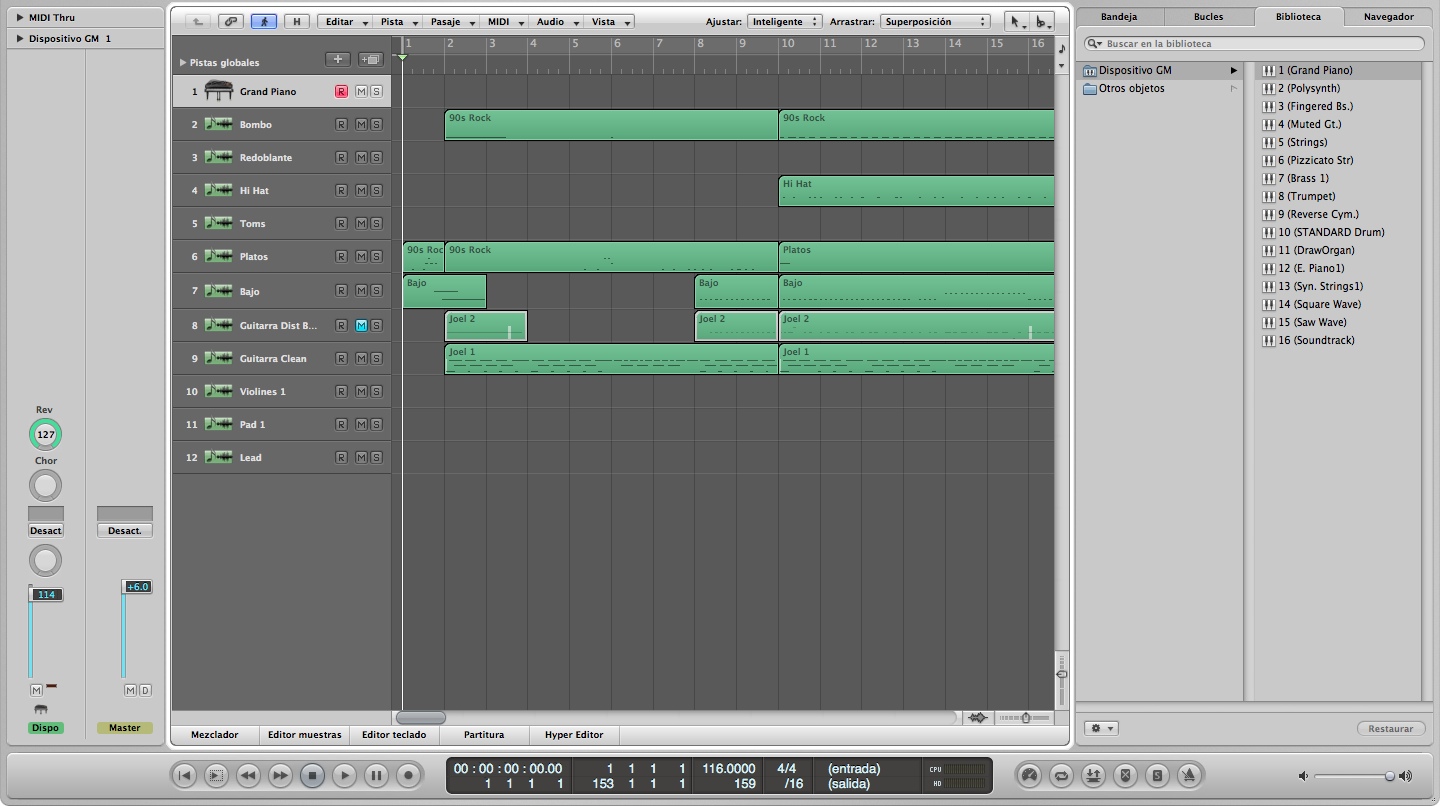 MIDI Thru
Dispositivo GM 1
Rev
127
Chor
Desact
Desact.
114
+6.0
M
M D
Dispo
Master
H
Editar
Pista
Pasaje
MIDI
Audio
Vista
Ajustar: Inteligente
Arrastrar: Superposición
Pistas globales
1 2 3 4 5 6 7 8 9 10 11 12 13 14 15 16
1 Grand Piano R M S
2 Bombo R M S
90s Rock 90s Rock
3 Redoblante R M S
4 Hi Hat R M S
Hi Hat
5 Toms R M S
6 Platos R M S
90s Roc 90s Rock Platos
7 Bajo R M S
Bajo Bajo Bajo
8 Guitarra Dist B... R M S
Joel 2 Joel 2 Joel 2
9 Guitarra Clean R M S
Joel 1 Joel 1
10 Violines 1 R M S
11 Pad 1 R M S
12 Lead R M S
Mezclador
Editor muestras
Editor teclado
Partitura
Hyper Editor
Bandeja
Bucles
Biblioteca
Navegador
Buscar en la biblioteca
Dispositivo GM
Otros objetos
1 (Grand Piano)
2 (Polysynth)
3 (Fingered Bs.)
4 (Muted Gt.)
5 (Strings)
6 (Pizzicato Str)
7 (Brass 1)
8 (Trumpet)
9 (Reverse Cym.)
10 (STANDARD Drum)
11 (DrawOrgan)
12 (E. Piano1)
13 (Syn. Strings1)
14 (Square Wave)
15 (Saw Wave)
16 (Soundtrack)
Restaurar
00 : 00 : 00 : 00.00 1 1 1 1 116.0000 4/4 (entrada) CPU
1 1 1 1 153 1 1 1 159 /16 (salida) HD
S